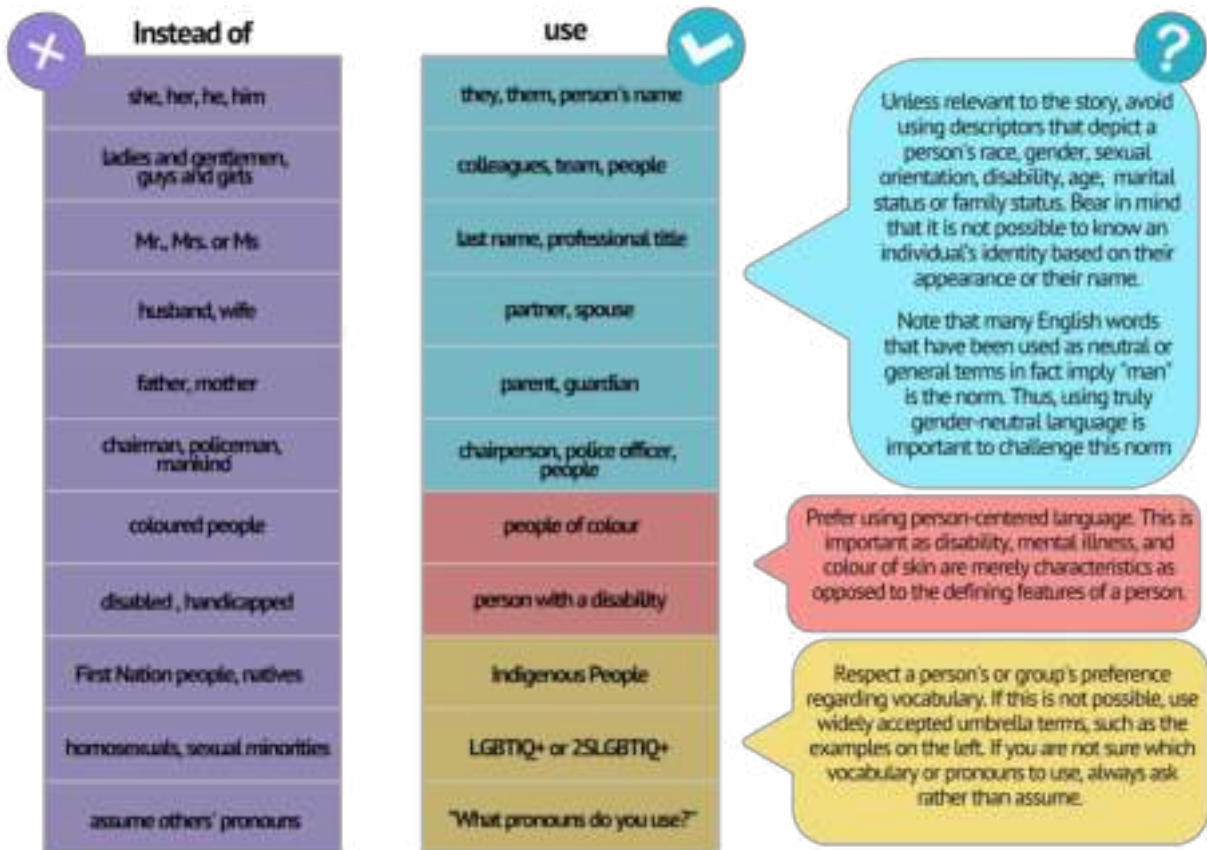 Instead of
use
she, her, he, him
they, them, person's name
ladies and gentlemen,
guys and girls
colleagues, team, people
Mr., Mrs. or Ms
last name, professional title
husband, wife
partner, spouse
father, mother
parent, guardian
chairman, policeman,
mankind
chairperson, police officer,
people
coloured people
people of colour
disabled , handicapped
person with a disability
First Nation people, natives
Indigenous People
homosexuals, sexual minorities
LGBTIQ+ or 2SLGBTIQ+
assume others' pronouns
"What pronouns do you use?"
?
Unless relevant to the story, avoid
using descriptors that depict a
person's race, gender, sexual
orientation, disability, age, marital
status or family status. Bear in mind
that it is not possible to know an
individual's identity based on their
appearance or their name.
Note that many English words
that have been used as neutral or
general terms in fact imply "man"
is the norm. Thus, using truly
gender-neutral language is
important to challenge this norm
Prefer using person-centered language. This is
important as disability, mental illness, and
colour of skin are merely characteristics as
opposed to the defining features of a person.
Respect a person's or group's preference
regarding vocabulary. If this is not possible, use
widely accepted umbrella terms, such as the
examples on the left. If you are not sure which
vocabulary or pronouns to use, always ask
rather than assume.